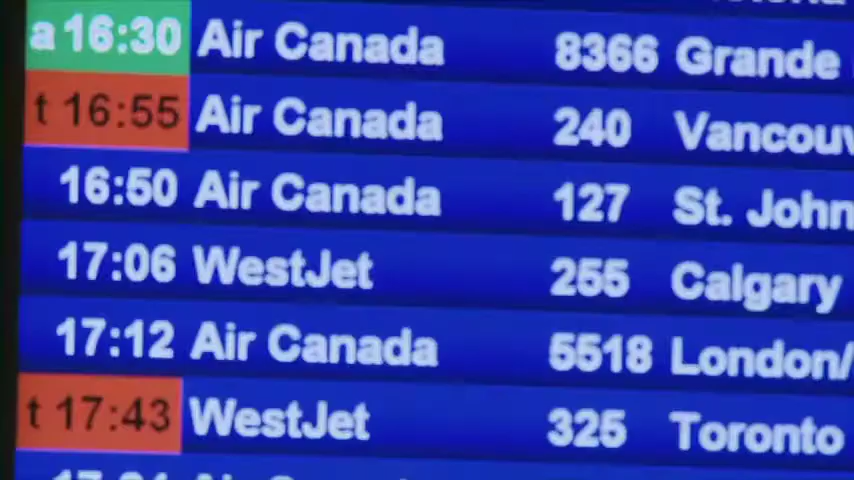 a 16:30 Air Canada 8366 Grande
t 16:55 Air Canada 240 Vancouv
16:50 Air Canada 127 St. John
17:06 WestJet 255 Calgary
17:12 Air Canada 5518 London/
t 17:43 WestJet 325 Toronto